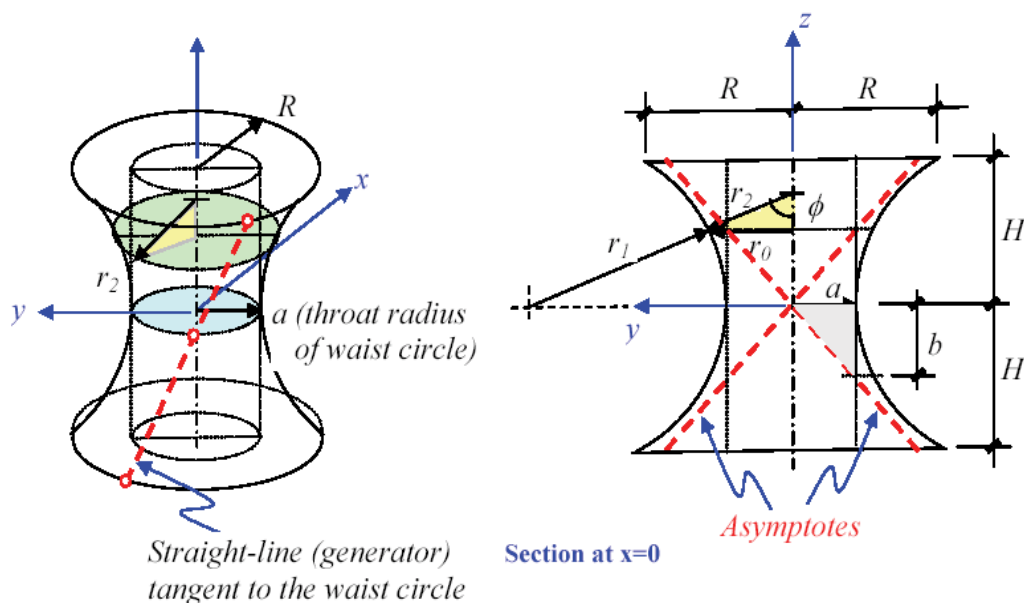 R
x
r2
y
a (throat radius
of waist circle)
Straight-line (generator)
tangent to the waist circle
z
R
R
r2
ϕ
r1
r0
H
a
y
b
H
Asymptotes
Section at x=0